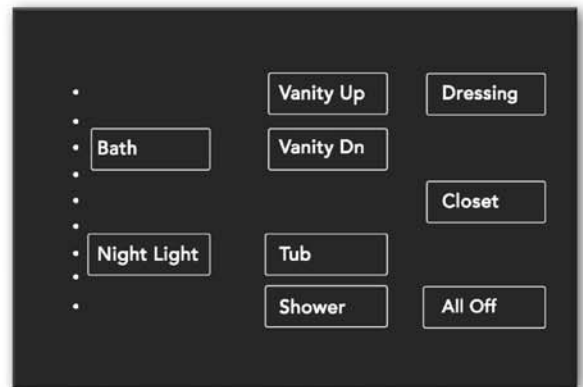 Vanity Up
Dressing
Bath
Vanity Dn
Closet
Night Light
Tub
Shower
All Off